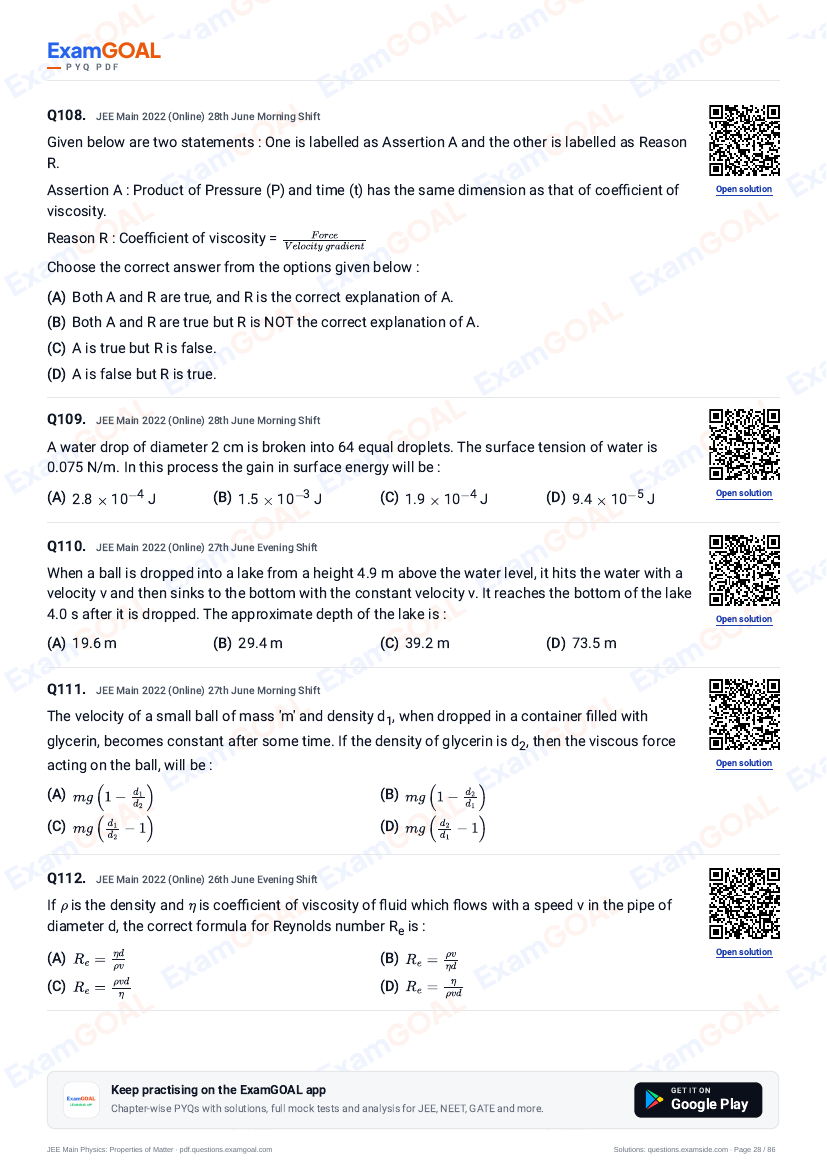 ExamGOAL
PYQ PDF
Q108. JEE Main 2022 (Online) 28th June Morning Shift
Given below are two statements : One is labelled as Assertion A and the other is labelled as Reason
R.
Assertion A : Product of Pressure (P) and time (t) has the same dimension as that of coefficient of
viscosity.
Reason R : Coefficient of viscosity = Force / Velocity gradient
Choose the correct answer from the options given below :
(A) Both A and R are true, and R is the correct explanation of A.
(B) Both A and R are true but R is NOT the correct explanation of A.
(C) A is true but R is false.
(D) A is false but R is true.
Open solution
Q109. JEE Main 2022 (Online) 28th June Morning Shift
A water drop of diameter 2 cm is broken into 64 equal droplets. The surface tension of water is
0.075 N/m. In this process the gain in surface energy will be :
(A) 2.8 × 10⁻⁴ J (B) 1.5 × 10⁻³ J (C) 1.9 × 10⁻⁴ J (D) 9.4 × 10⁻⁵ J
Open solution
Q110. JEE Main 2022 (Online) 27th June Evening Shift
When a ball is dropped into a lake from a height 4.9 m above the water level, it hits the water with a
velocity v and then sinks to the bottom with the constant velocity v. It reaches the bottom of the lake
4.0 s after it is dropped. The approximate depth of the lake is :
(A) 19.6 m (B) 29.4 m (C) 39.2 m (D) 73.5 m
Open solution
Q111. JEE Main 2022 (Online) 27th June Morning Shift
The velocity of a small ball of mass 'm' and density d₁, when dropped in a container filled with
glycerin, becomes constant after some time. If the density of glycerin is d₂, then the viscous force
acting on the ball, will be :
(A) mg(1 − d₁/d₂) (B) mg(1 − d₂/d₁)
(C) mg(d₁/d₂ − 1) (D) mg(d₂/d₁ − 1)
Open solution
Q112. JEE Main 2022 (Online) 26th June Evening Shift
If ρ is the density and η is coefficient of viscosity of fluid which flows with a speed v in the pipe of
diameter d, the correct formula for Reynolds number Rₑ is :
(A) Rₑ = ηd/ρv (B) Rₑ = ρv/ηd
(C) Rₑ = ρvd/η (D) Rₑ = η/ρvd
Open solution
ExamGOAL
Keep practising on the ExamGOAL app
Chapter-wise PYQs with solutions, full mock tests and analysis for JEE, NEET, GATE and more.
GET IT ON
Google Play
JEE Main Physics: Properties of Matter · pdf.questions.examgoal.com
Solutions: questions.examside.com · Page 28 / 86